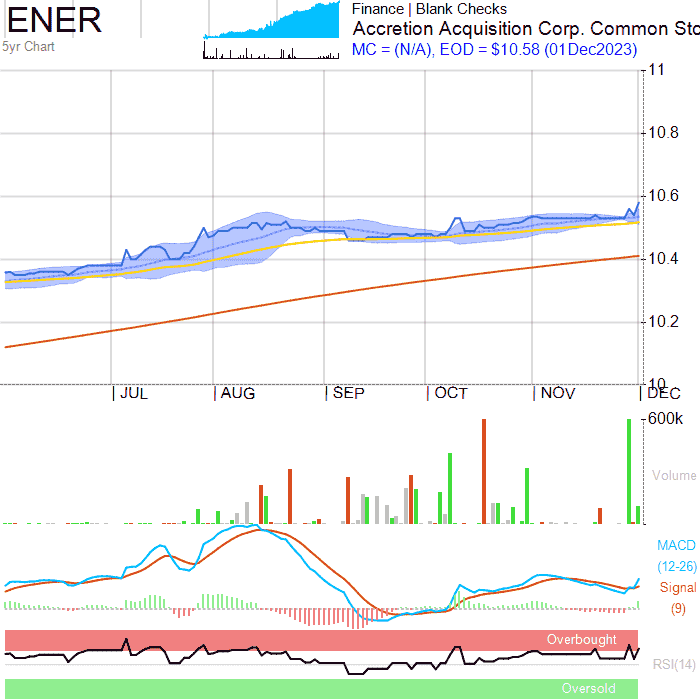 ENER
5yr Chart
Finance | Blank Checks
Accretion Acquisition Corp. Common Sto
MC = (N/A), EOD = $10.58 (01Dec2023)
11
10.8
10.6
10.4
10.2
10
JUL AUG SEP OCT NOV DEC
600k
Volume
MACD
(12-26)
Signal
(9)
Overbought
RSI(14)
Oversold